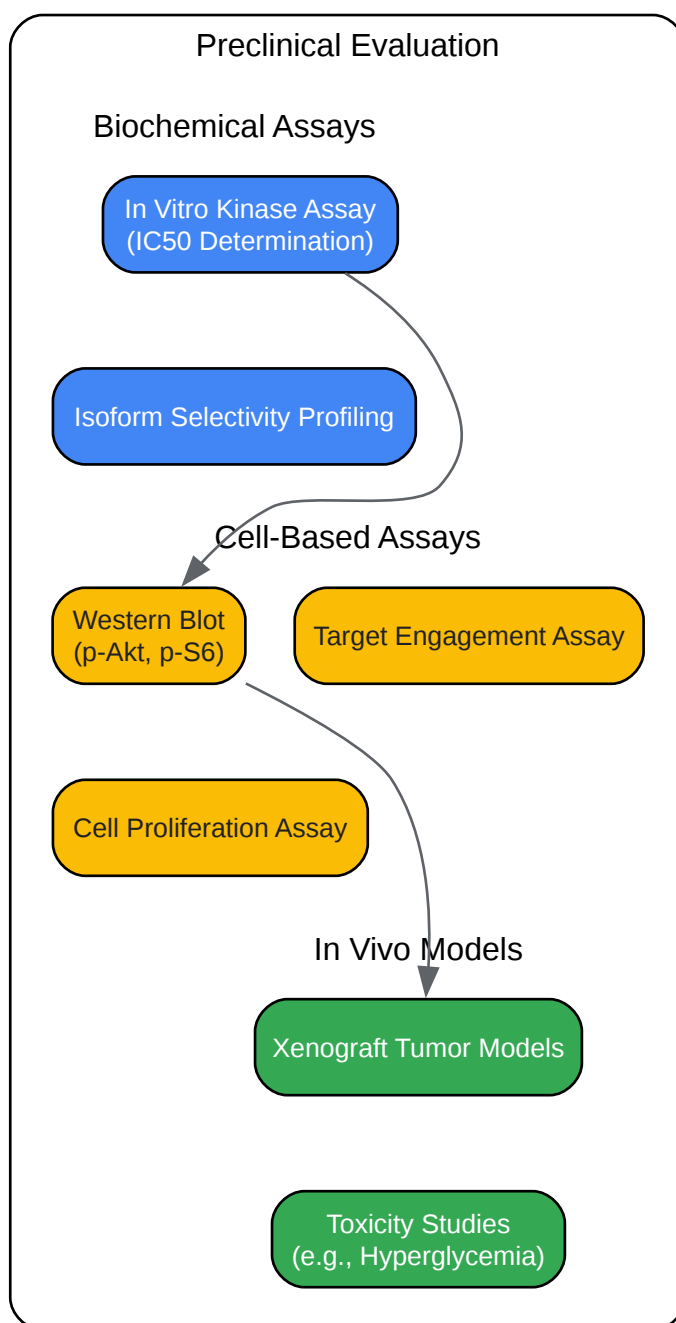 Preclinical Evaluation
Biochemical Assays
In Vitro Kinase Assay
(IC50 Determination)
Isoform Selectivity Profiling
Cell-Based Assays
Western Blot
(p-Akt, p-S6)
Target Engagement Assay
Cell Proliferation Assay
In Vivo Models
Xenograft Tumor Models
Toxicity Studies
(e.g., Hyperglycemia)